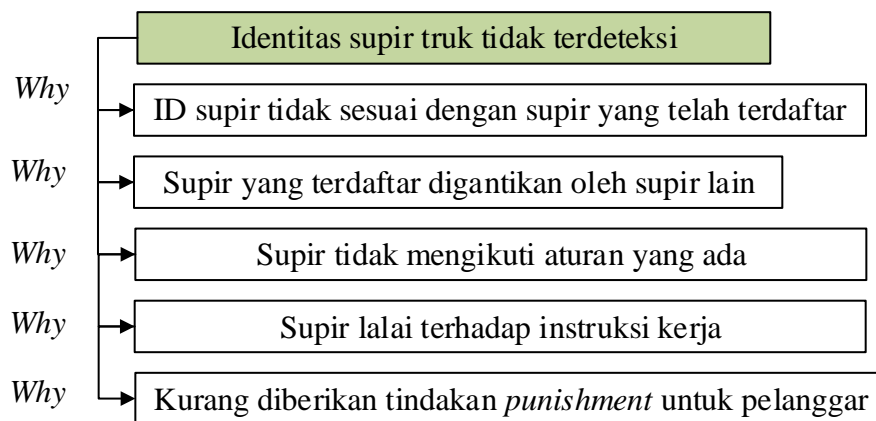 Identitas supir truk tidak terdeteksi
Why
ID supir tidak sesuai dengan supir yang telah terdaftar
Why
Supir yang terdaftar digantikan oleh supir lain
Why
Supir tidak mengikuti aturan yang ada
Why
Supir lalai terhadap instruksi kerja
Why
Kurang diberikan tindakan punishment untuk pelanggar